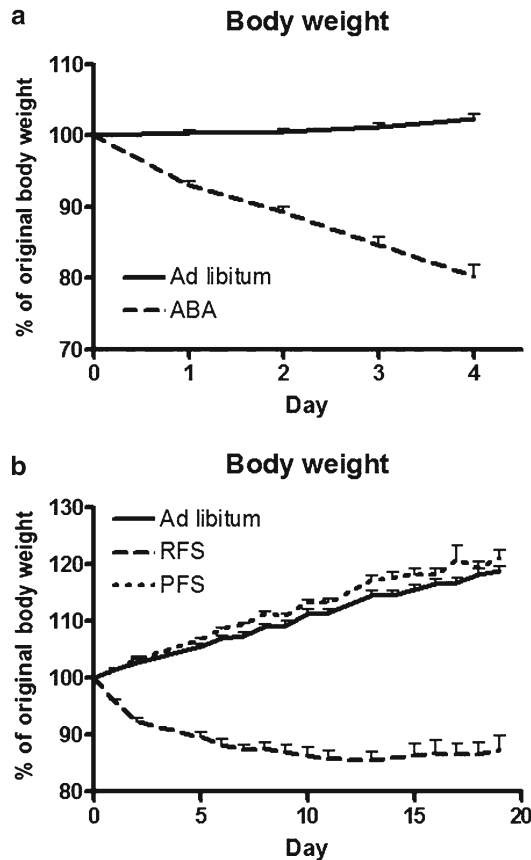 a
Body weight
% of original body weight
110
100
90
80
70
Ad libitum
ABA
0 1 2 3 4
Day
b
Body weight
% of original body weight
130
120
110
100
90
80
Ad libitum
RFS
PFS
0 5 10 15 20
Day